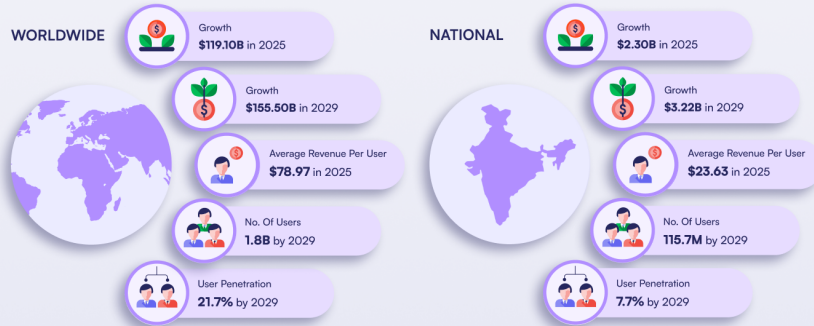 WORLDWIDE
Growth
$119.10B in 2025
Growth
$155.50B in 2029
Average Revenue Per User
$78.97 in 2025
No. Of Users
1.8B by 2029
User Penetration
21.7% by 2029
NATIONAL
Growth
$2.30B in 2025
Growth
$3.22B in 2029
Average Revenue Per User
$23.63 in 2025
No. Of Users
115.7M by 2029
User Penetration
7.7% by 2029